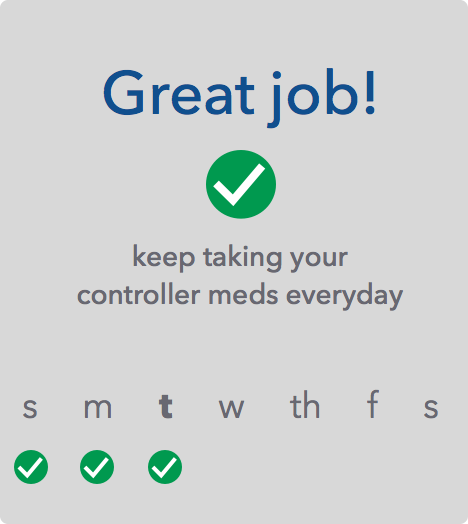 Great job!
keep taking your
controller meds everyday
s m t w th f s